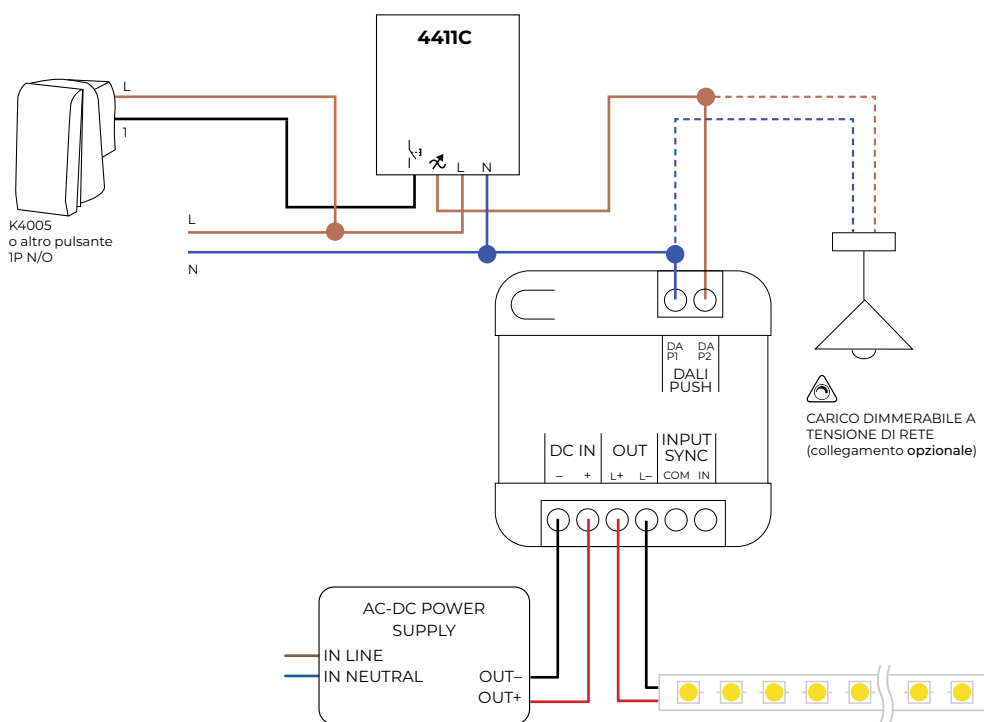 4411C
L
1
L
N
K4005
o altro pulsante
1P N/O
L
N
DA DA
P1 P2
DALI
PUSH
CARICO DIMMERABILE A
TENSIONE DI RETE
(collegamento opzionale)
DC IN
OUT
INPUT
SYNC
– + L+ L– COM IN
AC-DC POWER
SUPPLY
IN LINE
IN NEUTRAL
OUT–
OUT+